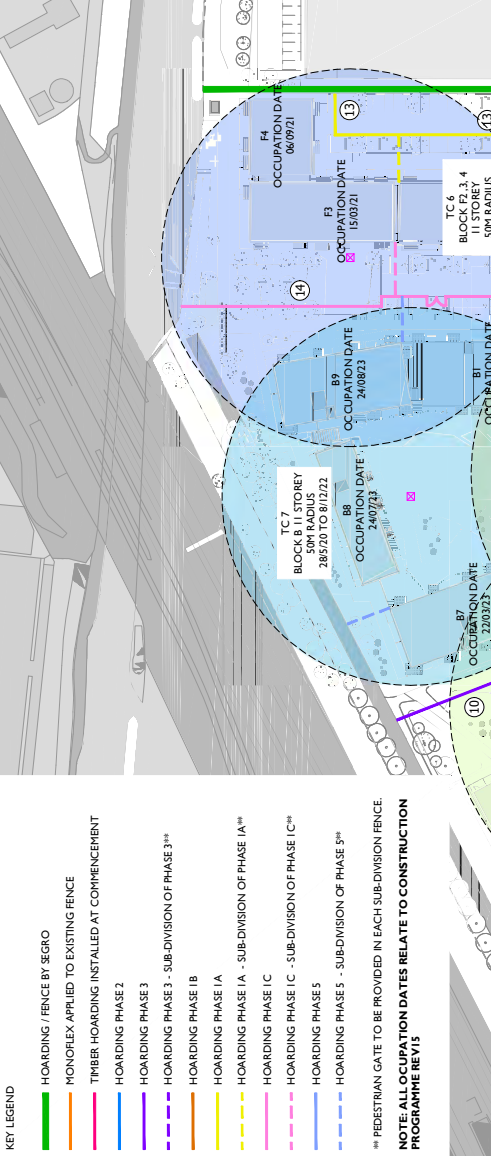 KEY LEGEND
HOARDING / FENCE BY SEGRO
MONOFLEX APPLIED TO EXISTING FENCE
TIMBER HOARDING INSTALLED AT COMMENCEMENT
HOARDING PHASE 2
HOARDING PHASE 3
HOARDING PHASE 3 - SUB-DIVISION OF PHASE 3**
HOARDING PHASE 1B
HOARDING PHASE 1A
HOARDING PHASE 1A - SUB-DIVISION OF PHASE 1A**
HOARDING PHASE 1C
HOARDING PHASE 1C - SUB-DIVISION OF PHASE 1C**
HOARDING PHASE 5
HOARDING PHASE 5 - SUB-DIVISION OF PHASE 5**
** PEDESTRIAN GATE TO BE PROVIDED IN EACH SUB-DIVISION FENCE.
NOTE: ALL OCUPATION DATES RELATE TO CONSTRUCTION
PROGRAMME REV15
F4
OCCUPATION DATE
06/09/21
F3
OCCUPATION DATE
15/03/21
13
13
TC 6
BLOCK F2,3, 4
11 STOREY
50M RADIUS
14
B9
OCCUPATION DATE
24/08/23
B1
OCCUPATION DATE
TC 7
BLOCK B 11 STOREY
50M RADIUS
28/5/20 TO 8/12/22
B8
OCCUPATION DATE
24/07/23
B7
OCCUPATION DATE
22/03/23
10